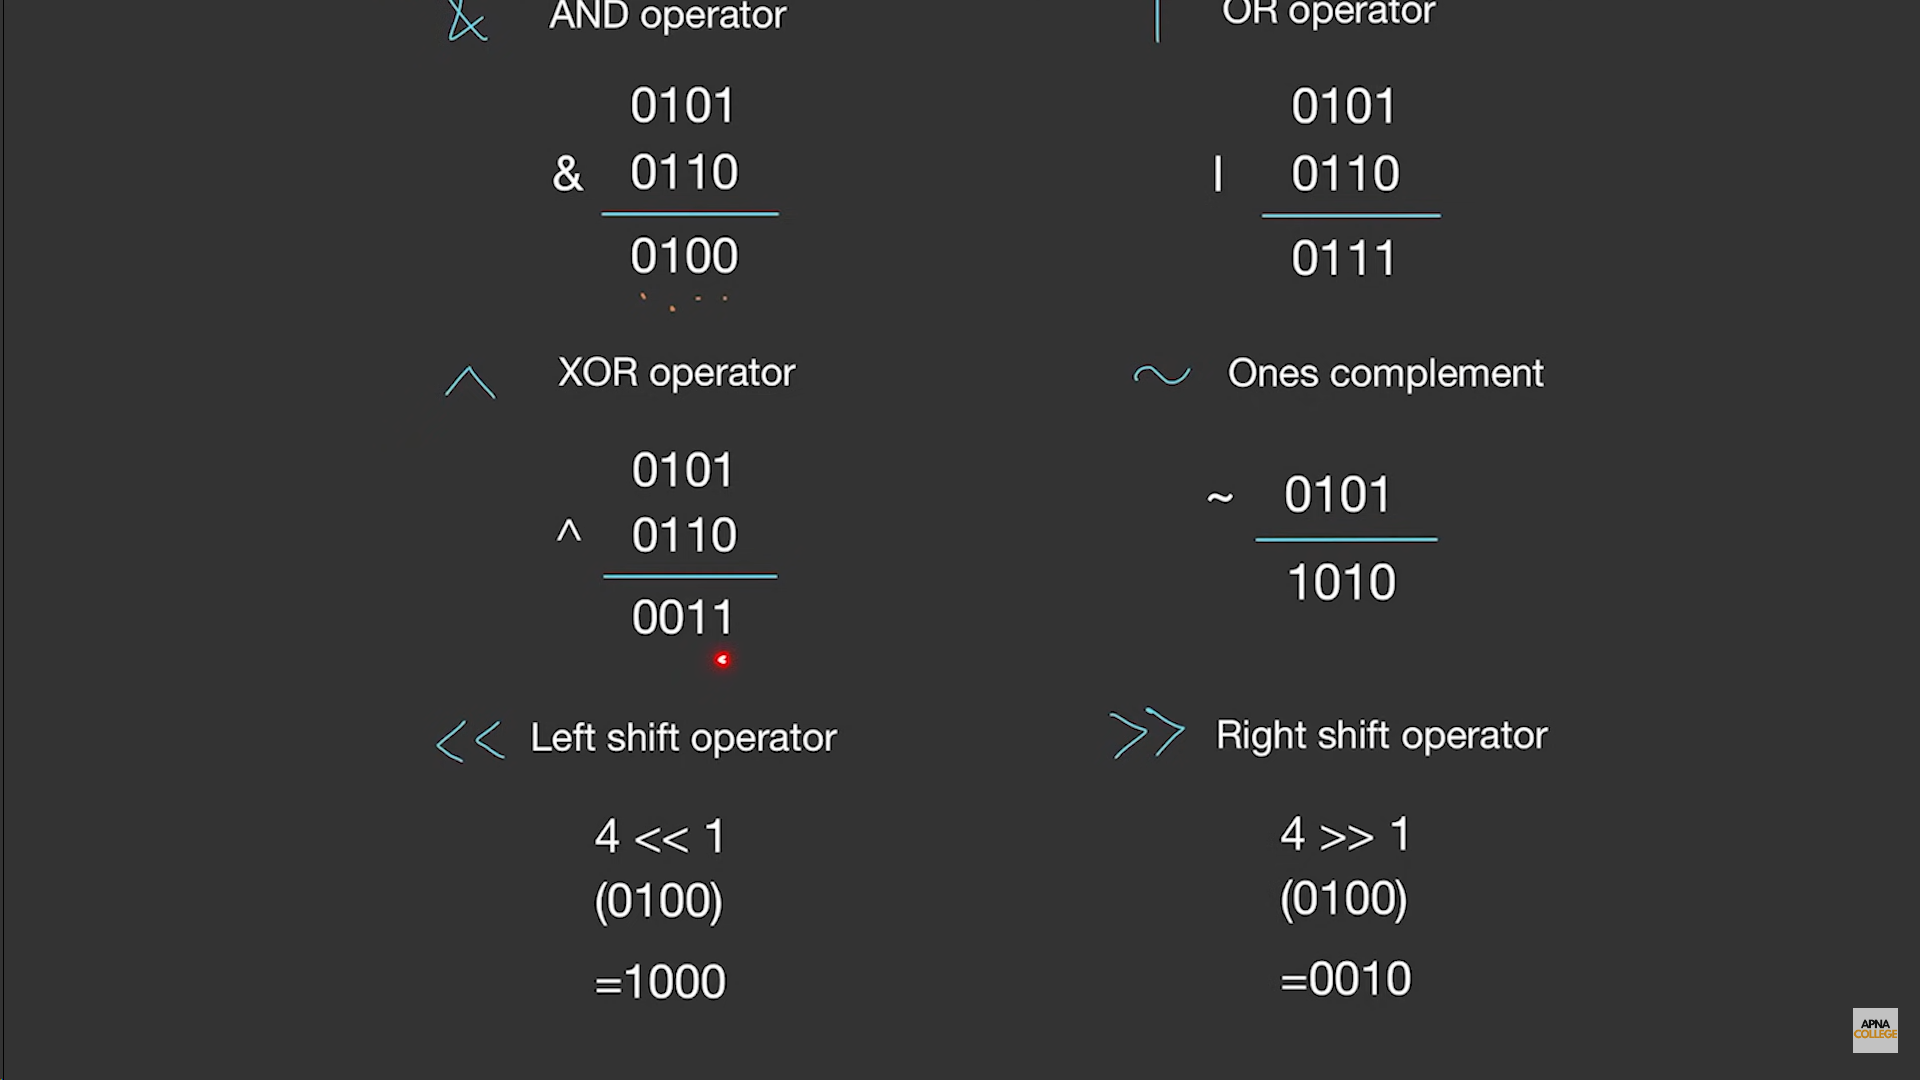 & AND operator
0101
& 0110
0100
| OR operator
0101
| 0110
0111
^ XOR operator
0101
^ 0110
0011
~ Ones complement
~ 0101
1010
<< Left shift operator
4 << 1
(0100)
=1000
>> Right shift operator
4 >> 1
(0100)
=0010
APNA
COLLEGE